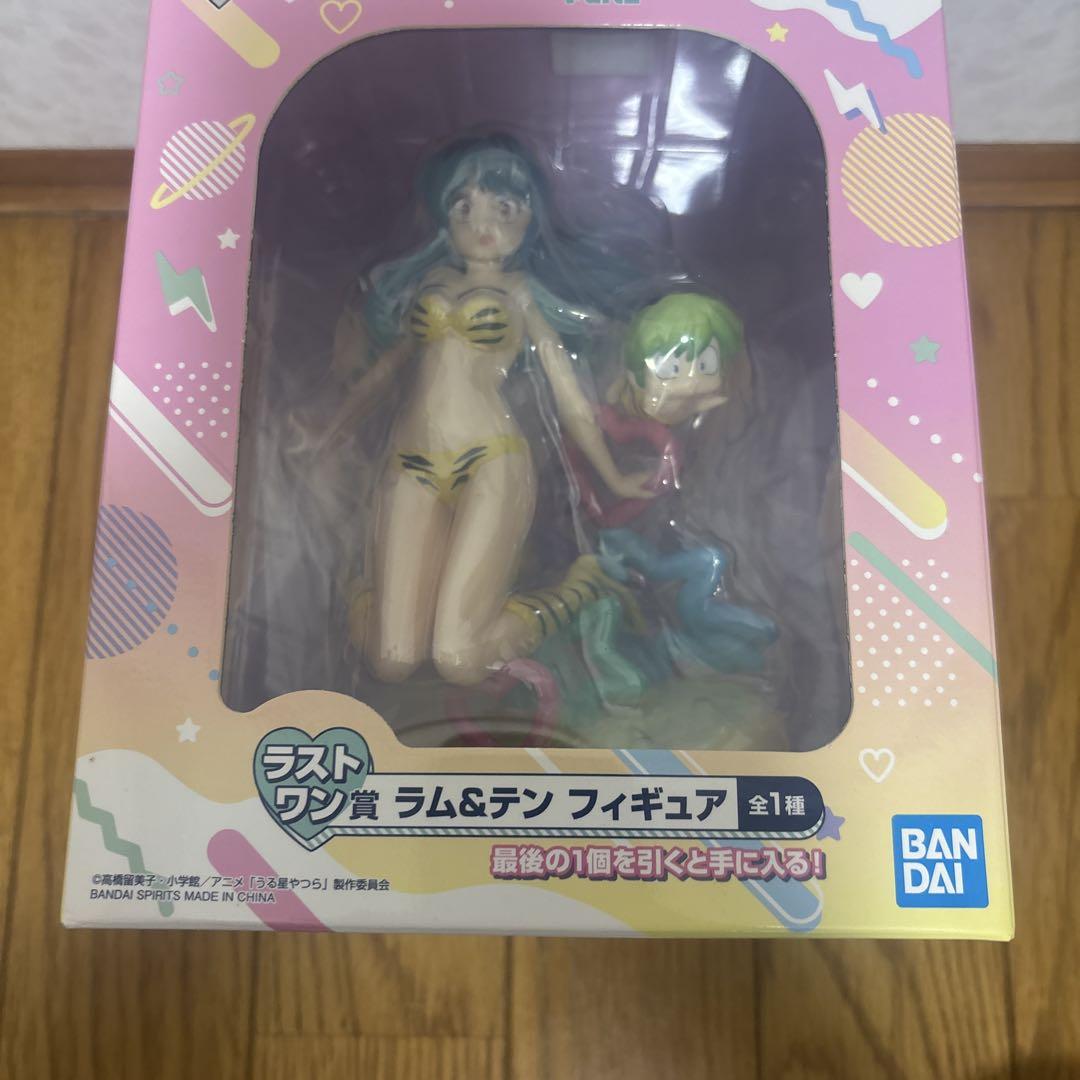 ラスト
ワン賞 ラム&テン フィギュア 全1種
最後の1個を引くと手に入る!
BAN
DAI
©高橋留美子・小学館／アニメ「うる星やつら」製作委員会
BANDAI SPIRITS MADE IN CHINA